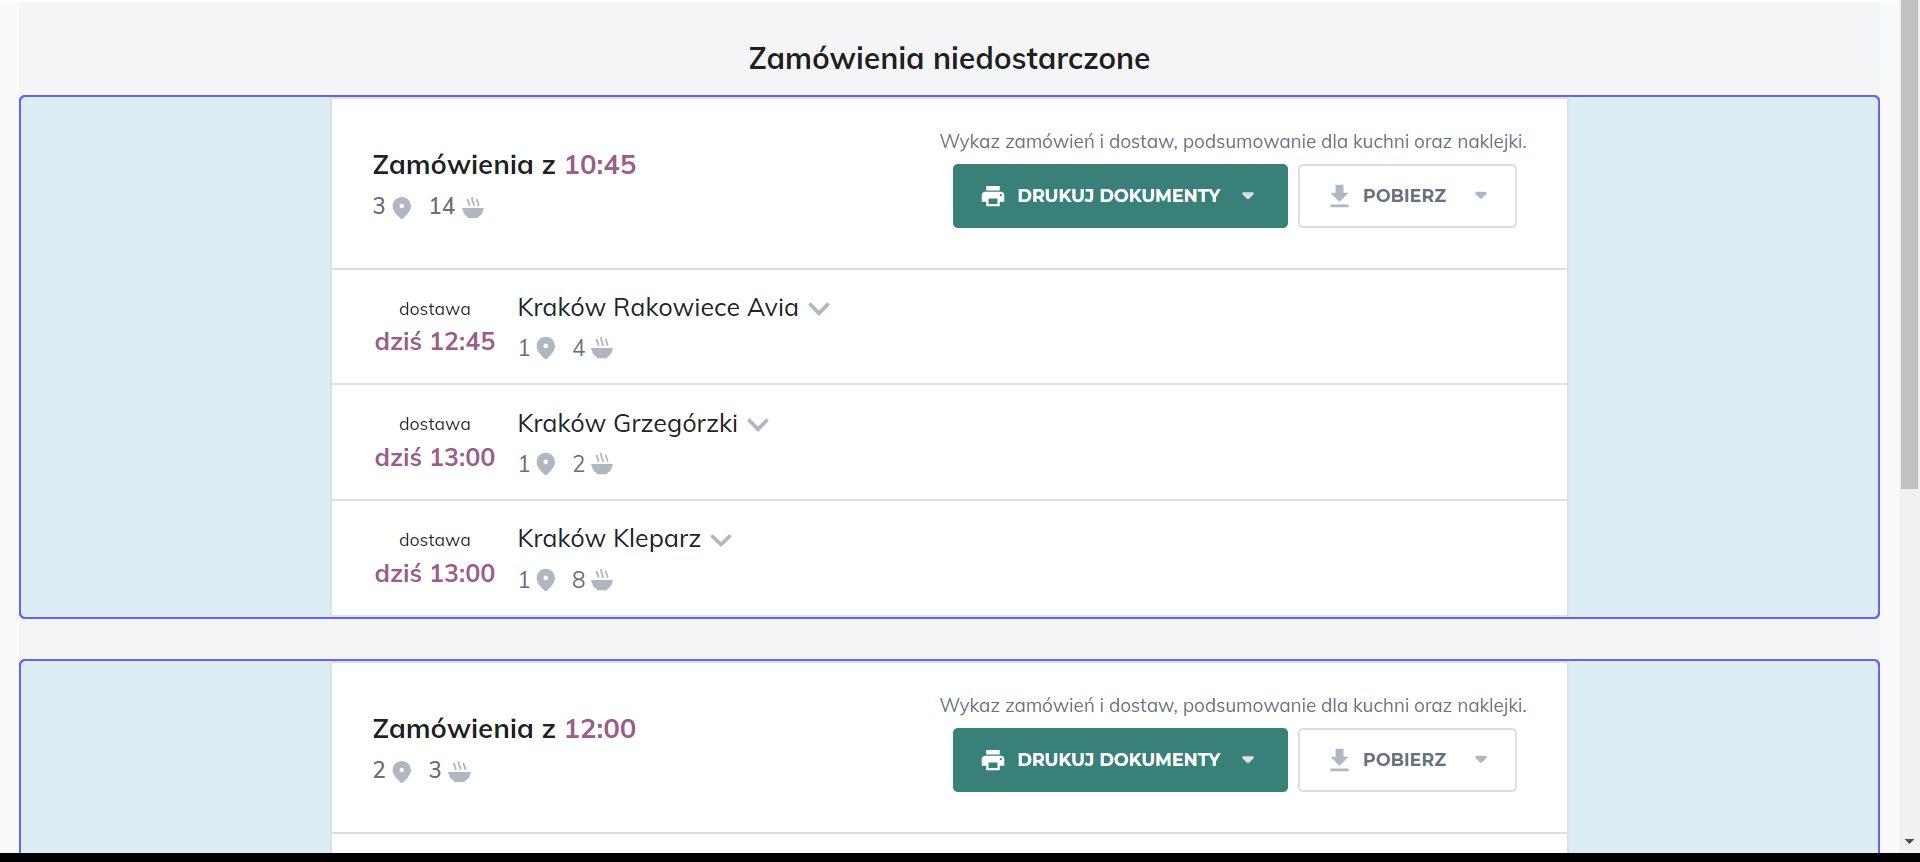 Zamówienia niedostarczone
Zamówienia z 10:45
3 14
Wykaz zamówień i dostaw, podsumowanie dla kuchni oraz naklejki.
DRUKUJ DOKUMENTY
POBIERZ
dostawa
dziś 12:45
Kraków Rakowiece Avia
1 4
dostawa
dziś 13:00
Kraków Grzegórzki
1 2
dostawa
dziś 13:00
Kraków Kleparz
1 8
Zamówienia z 12:00
2 3
Wykaz zamówień i dostaw, podsumowanie dla kuchni oraz naklejki.
DRUKUJ DOKUMENTY
POBIERZ